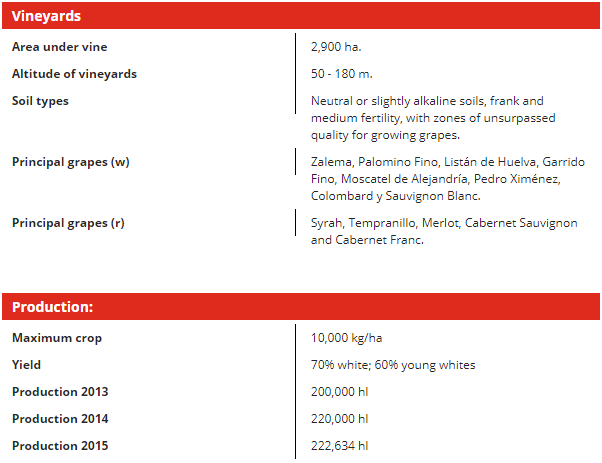 Vineyards
Area under vine 2,900 ha.
Altitude of vineyards 50 - 180 m.
Soil types Neutral or slightly alkaline soils, frank and
medium fertility, with zones of unsurpassed
quality for growing grapes.
Principal grapes (w) Zalema, Palomino Fino, Listán de Huelva, Garrido
Fino, Moscatel de Alejandría, Pedro Ximénez,
Colombard y Sauvignon Blanc.
Principal grapes (r) Syrah, Tempranillo, Merlot, Cabernet Sauvignon
and Cabernet Franc.
Production:
Maximum crop 10,000 kg/ha
Yield 70% white; 60% young whites
Production 2013 200,000 hl
Production 2014 220,000 hl
Production 2015 222,634 hl